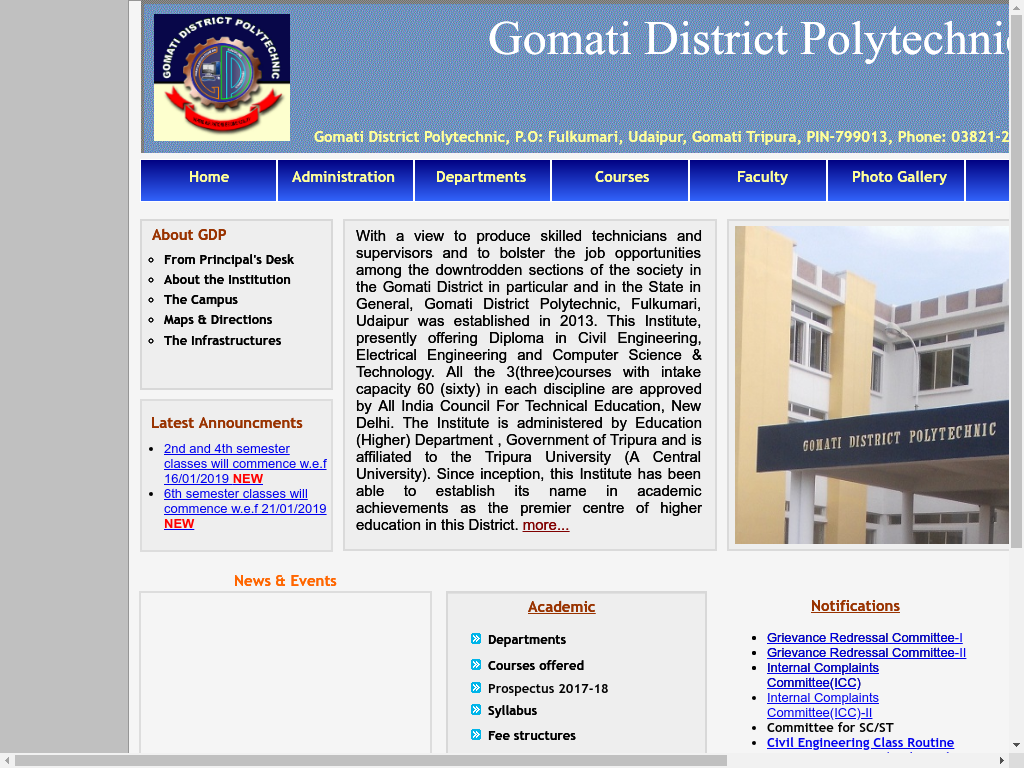 GOMATI DISTRICT POLYTECHNIC
Gomati District Polytechnic
Gomati District Polytechnic, P.O: Fulkumari, Udaipur, Gomati Tripura, PIN-799013, Phone: 03821-2
Home Administration Departments Courses Faculty Photo Gallery
About GDP
From Principal's Desk
About the Institution
The Campus
Maps & Directions
The Infrastructures
Latest Announcments
2nd and 4th semester
classes will commence w.e.f
16/01/2019 NEW
6th semester classes will
commence w.e.f 21/01/2019
NEW
With a view to produce skilled technicians and
supervisors and to bolster the job opportunities
among the downtrodden sections of the society in
the Gomati District in particular and in the State in
General, Gomati District Polytechnic, Fulkumari,
Udaipur was established in 2013. This Institute,
presently offering Diploma in Civil Engineering,
Electrical Engineering and Computer Science &
Technology. All the 3(three)courses with intake
capacity 60 (sixty) in each discipline are approved
by All India Council For Technical Education, New
Delhi. The Institute is administered by Education
(Higher) Department , Government of Tripura and is
affiliated to the Tripura University (A Central
University). Since inception, this Institute has been
able to establish its name in academic
achievements as the premier centre of higher
education in this District. more...
GOMATI DISTRICT POLYTECHNIC
News & Events
Academic
Departments
Courses offered
Prospectus 2017-18
Syllabus
Fee structures
Notifications
Grievance Redressal Committee-I
Grievance Redressal Committee-II
Internal Complaints
Committee(ICC)
Internal Complaints
Committee(ICC)-II
Committee for SC/ST
Civil Engineering Class Routine